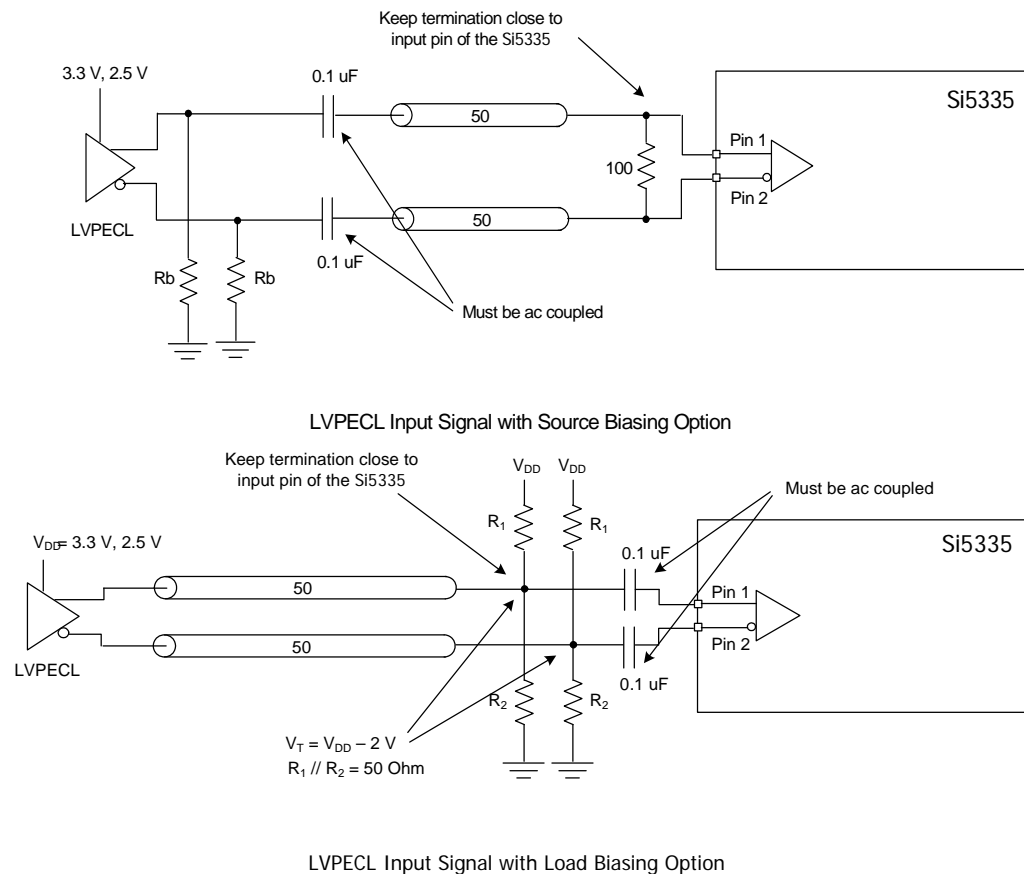 Keep termination close to
input pin of the Si5335
3.3 V, 2.5 V
0.1 uF
Si5335
50
Pin 1
100
Pin 2
50
LVPECL
0.1 uF
Rb
Rb
Must be ac coupled
LVPECL Input Signal with Source Biasing Option
Keep termination close to
input pin of the Si5335
VDD
VDD
Must be ac coupled
R1
R1
VDD= 3.3 V, 2.5 V
0.1 uF
Si5335
50
Pin 1
50
Pin 2
LVPECL
0.1 uF
R2
R2
VT = VDD – 2 V
R1 // R2 = 50 Ohm
LVPECL Input Signal with Load Biasing Option